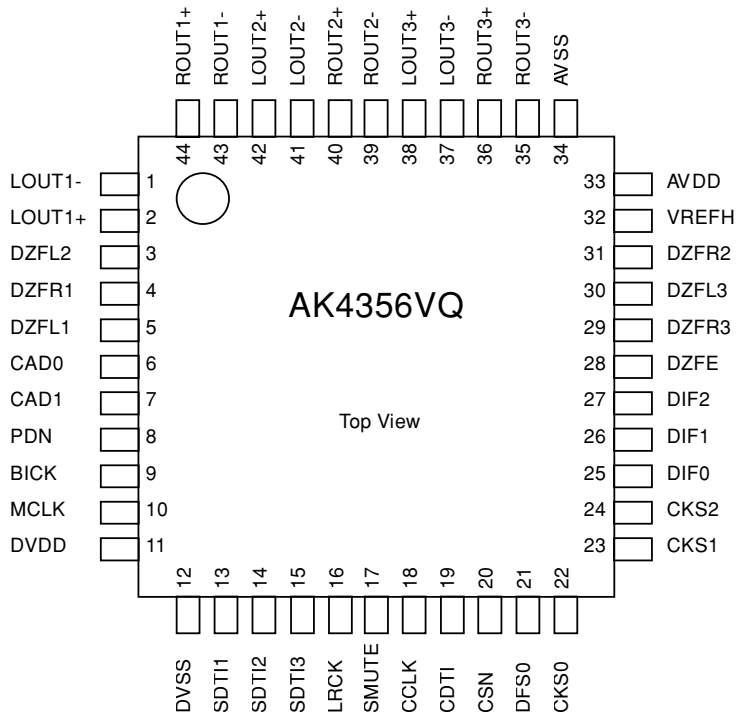 ROUT1+ ROUT1- LOUT2+ LOUT2- ROUT2+ ROUT2- LOUT3+ LOUT3- ROUT3+ ROUT3- AVSS
44 43 42 41 40 39 38 37 36 35 34
LOUT1- 1 33 AVDD
LOUT1+ 2 32 VREFH
DZFL2 3 31 DZFR2
DZFR1 4 30 DZFL3
DZFL1 5 29 DZFR3
CAD0 6 28 DZFE
CAD1 7 27 DIF2
PDN 8 26 DIF1
BICK 9 25 DIF0
MCLK 10 24 CKS2
DVDD 11 23 CKS1
AK4356VQ
Top View
12 13 14 15 16 17 18 19 20 21 22
DVSS SDTI1 SDTI2 SDTI3 LRCK SMUTE CCLK CDTI CSN DFS0 CKS0